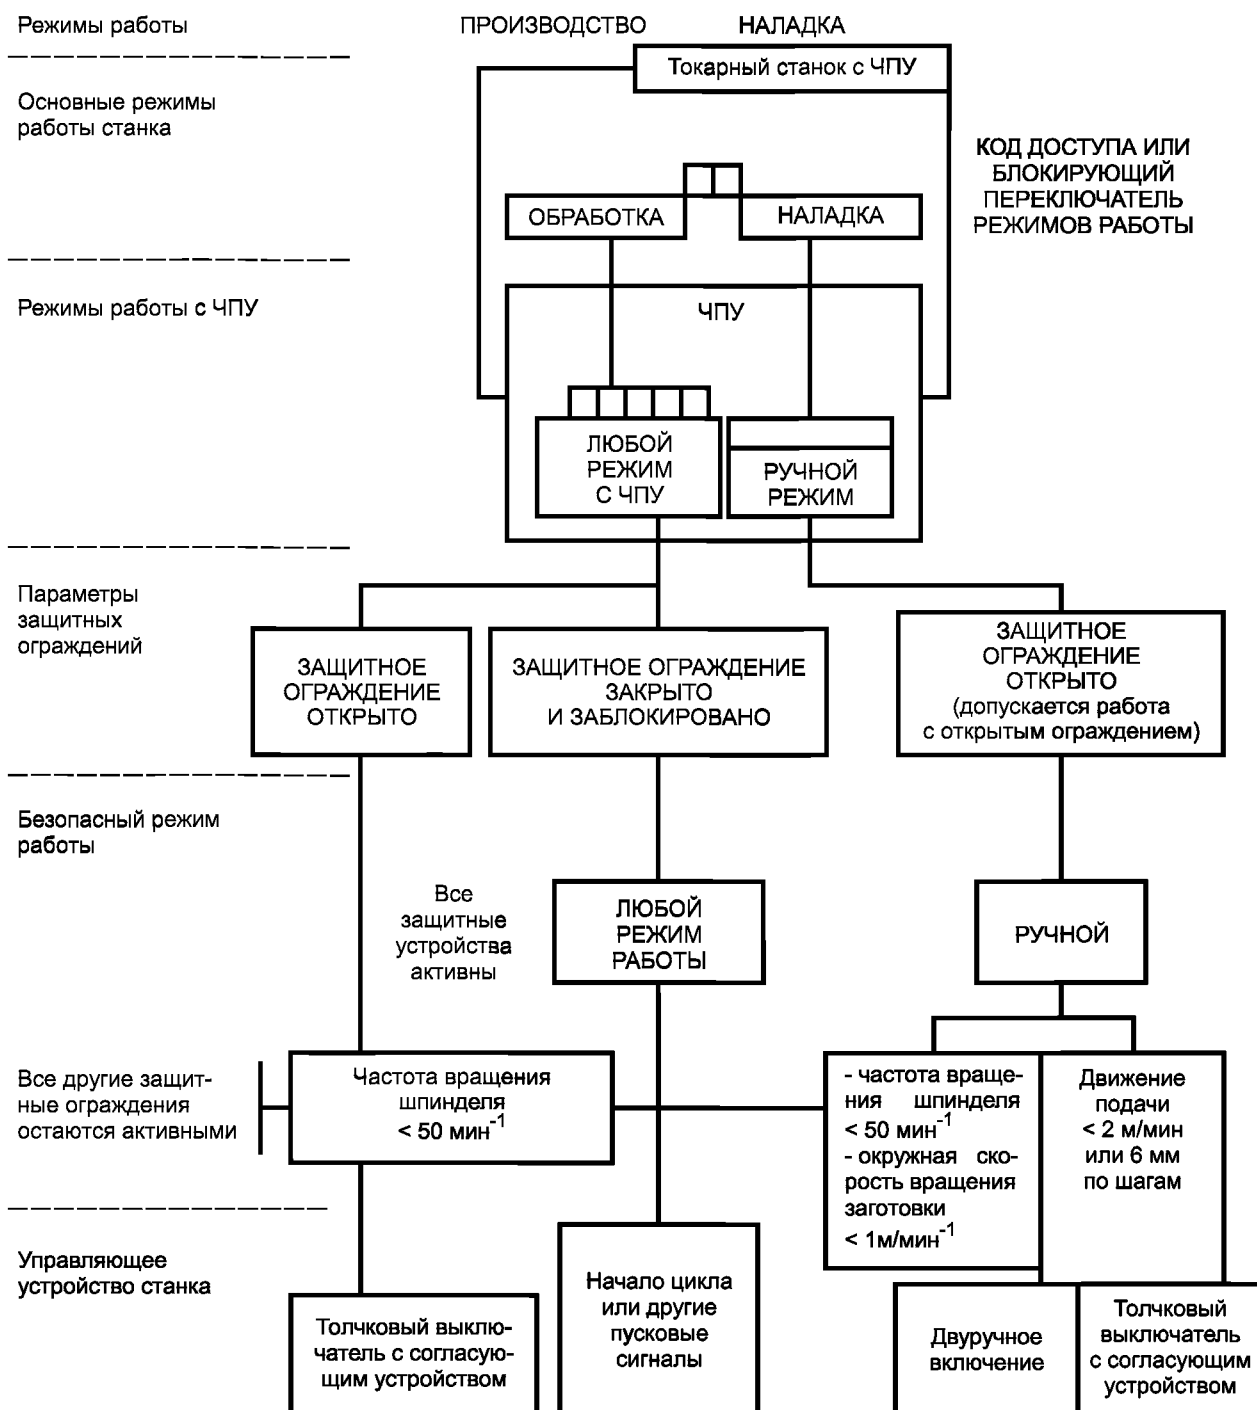 Режимы работы
ПРОИЗВОДСТВО
НАЛАДКА
Токарный станок с ЧПУ
Основные режимы
работы станка
КОД ДОСТУПА ИЛИ
БЛОКИРУЮЩИЙ
ПЕРЕКЛЮЧАТЕЛЬ
РЕЖИМОВ РАБОТЫ
ОБРАБОТКА
НАЛАДКА
Режимы работы с ЧПУ
ЧПУ
ЛЮБОЙ
РЕЖИМ
С ЧПУ
РУЧНОЙ
РЕЖИМ
Параметры
защитных
ограждений
ЗАЩИТНОЕ
ОГРАЖДЕНИЕ
ОТКРЫТО
ЗАЩИТНОЕ ОГРАЖДЕНИЕ
ЗАКРЫТО
И ЗАБЛОКИРОВАНО
ЗАЩИТНОЕ
ОГРАЖДЕНИЕ
ОТКРЫТО
(допускается работа
с открытым ограждением)
Безопасный режим
работы
Все
защитные
устройства
активны
ЛЮБОЙ
РЕЖИМ
РАБОТЫ
РУЧНОЙ
Все другие защит-
ные ограждения
остаются активными
Частота вращения
шпинделя
< 50 мин⁻¹
- частота враще-
ния шпинделя
< 50 мин⁻¹
- окружная ско-
рость вращения
заготовки
< 1м/мин⁻¹
Движение
подачи
< 2 м/мин
или 6 мм
по шагам
Управляющее
устройство станка
Толчковый выклю-
чатель с согласую-
щим устройством
Начало цикла
или другие
пусковые
сигналы
Двуручное
включение
Толчковый
выключатель
с согласующим
устройством